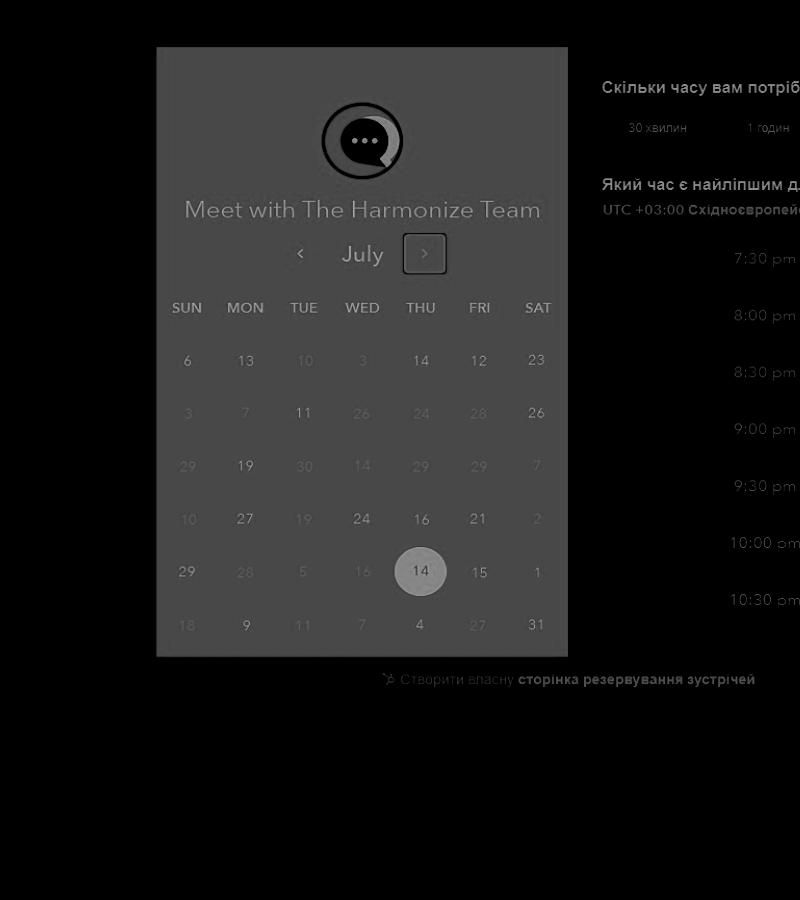 Meet with The Harmonize Team
July
SUN MON TUE WED THU FRI SAT
6 13 10 3 14 12 23
3 7 11 26 24 28 26
29 19 30 14 29 29 7
10 27 19 24 16 21 2
29 28 5 16 14 15 1
18 9 11 7 4 27 31
Скільки часу вам потріб
30 хвилин 1 годин
Який час є найліпшим д
UTC +03:00 Східноєвропей
7:30 pm
8:00 pm
8:30 pm
9:00 pm
9:30 pm
10:00 pm
10:30 pm
Створити власну сторінка резервування зустрічей